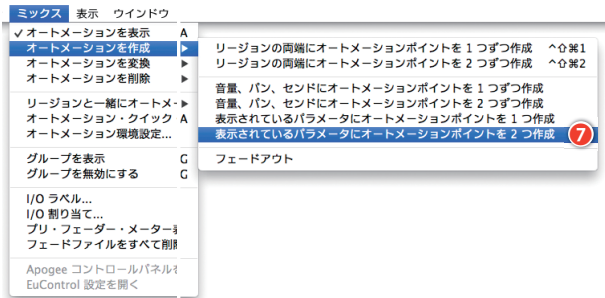 ミックス 表示 ウインドウ
✓ オートメーションを表示 A
オートメーションを作成 ▶
オートメーションを変換 ▶
オートメーションを削除 ▶
リージョンと一緒にオートメ- ▶
オートメーション・クイック A
オートメーション環境設定...
グループを表示 G
グループを無効にする G
I/O ラベル...
I/O 割り当て...
プリ・フェーダー・メーター
フェードファイルをすべて削
Apogee コントロールパネルを
EuControl 設定を開く
リージョンの両端にオートメーションポイントを 1 つずつ作成 ^⇧⌘1
リージョンの両端にオートメーションポイントを 2 つずつ作成 ^⇧⌘2
音量、パン、センドにオートメーションポイントを 1 つずつ作成
音量、パン、センドにオートメーションポイントを 2 つずつ作成
表示されているパラメータにオートメーションポイントを 1 つ作成
表示されているパラメータにオートメーションポイントを 2 つ作成 7
フェードアウト